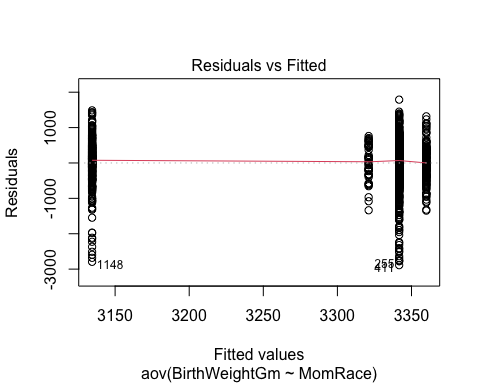 Residuals vs Fitted
Residuals
1000
-1000
-3000
1148
255
411
3150 3200 3250 3300 3350
Fitted values
aov(BirthWeightGm ~ MomRace)